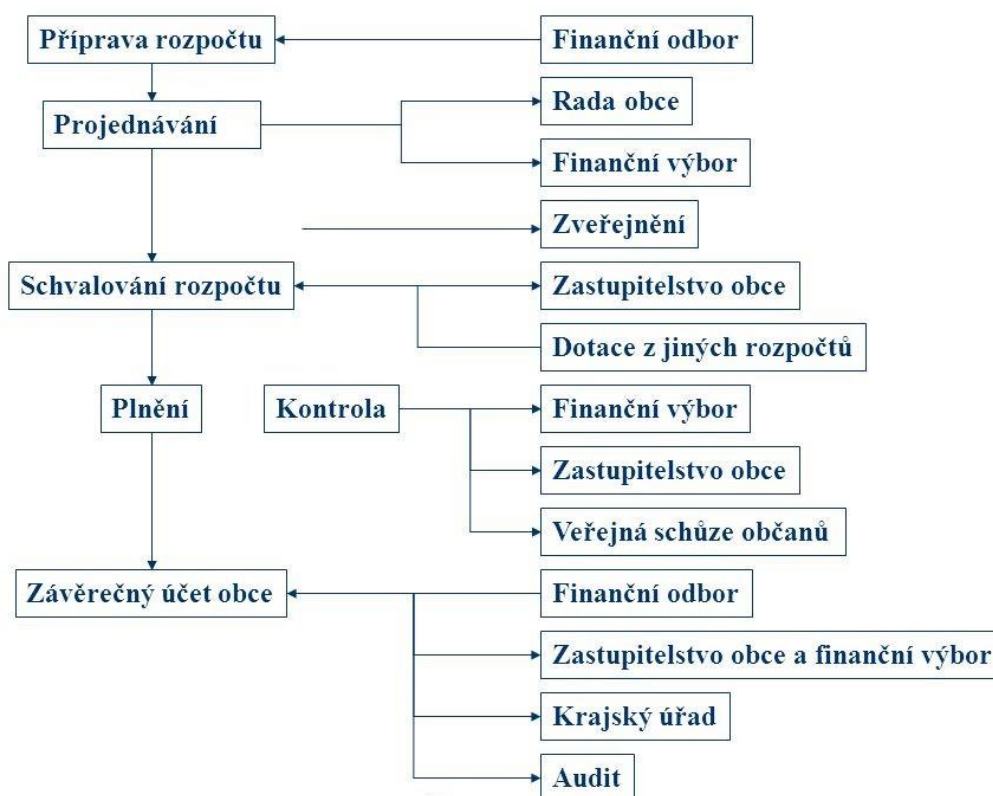 Příprava rozpočtu
Finanční odbor
Rada obce
Projednávání
Finanční výbor
Zveřejnění
Schvalování rozpočtu
Zastupitelstvo obce
Dotace z jiných rozpočtů
Plnění
Kontrola
Finanční výbor
Zastupitelstvo obce
Veřejná schůze občanů
Závěrečný účet obce
Finanční odbor
Zastupitelstvo obce a finanční výbor
Krajský úřad
Audit